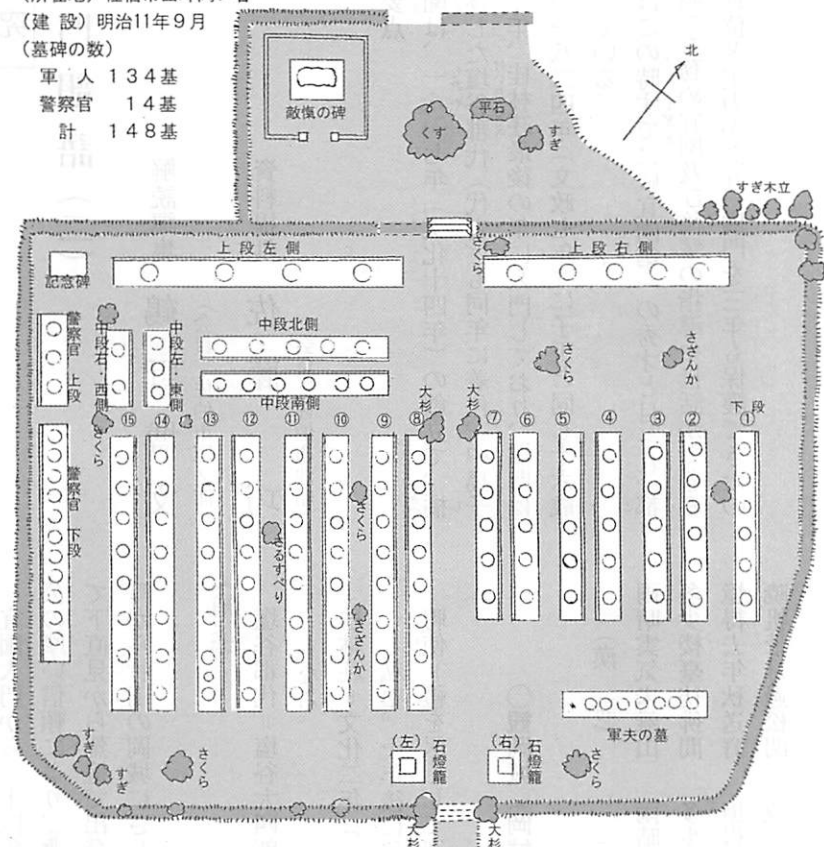 (建 設) 明治11年9月
(墓碑の数)
軍 人 134基
警察官 14基
計 148基
北
敵愾の碑
くす
平石
すぎ
すぎ木立
上段左側
さくら
上段右側
記念碑
警察官 上段
中段右・西側
中段左・東側
中段北側
中段南側
さくら
さざんか
大杉
大杉
さくら
⑮
⑭
⑬
⑫
⑪
⑩
⑨
⑧
⑦
⑥
⑤
④
③
②
下段
①
警察官 下段
さるすべり
さくら
さざんか
軍夫の墓
すぎ
すぎ
さくら
(左)
石燈籠
(右)
石燈籠
さくら
大杉
大杉